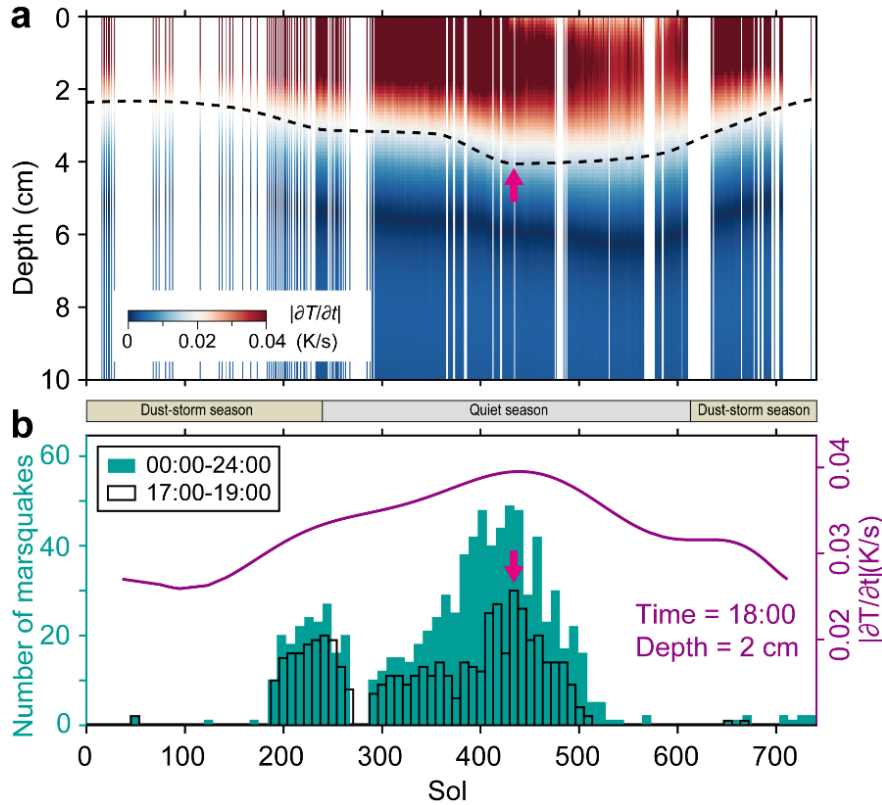 a
0
2
4
6
8
10
Depth (cm)
|∂T/∂t|
(K/s)
0
0.02
0.04
Dust-storm season
Quiet season
Dust-storm season
b
60
40
20
0
Number of marsquakes
00:00-24:00
17:00-19:00
Time = 18:00
Depth = 2 cm
0.04
0.03
0.02
|∂T/∂t|(K/s)
0
100
200
300
400
500
600
700
Sol